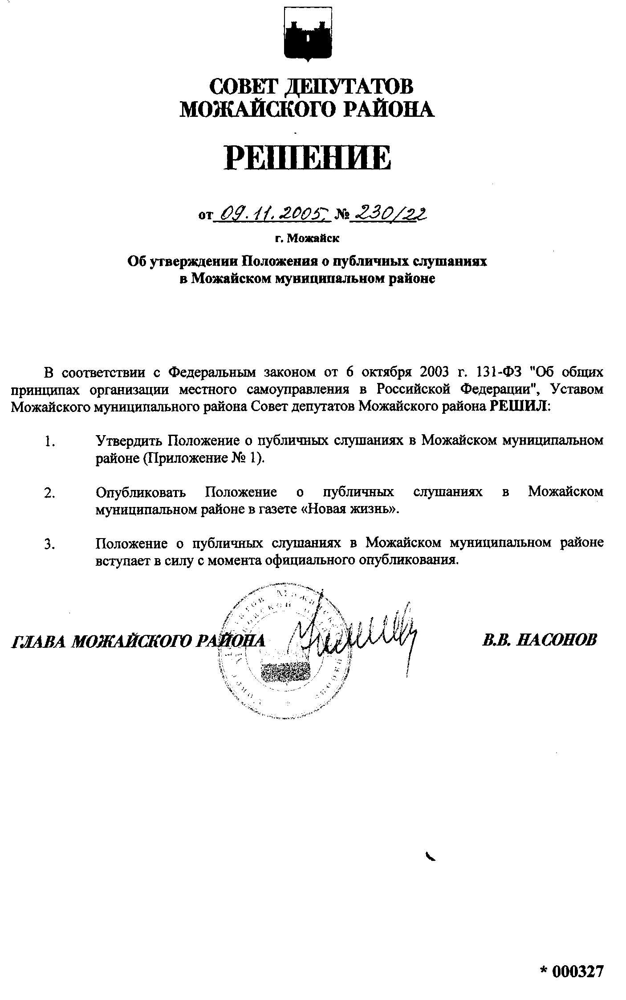 СОВЕТ ДЕПУТАТОВ
МОЖАЙСКОГО РАЙОНА
РЕШЕНИЕ
от 09.11.2005. № 230/22
г. Можайск
Об утверждении Положения о публичных слушаниях
в Можайском муниципальном районе
В соответствии с Федеральным законом от 6 октября 2003 г. 131-ФЗ "Об общих
принципах организации местного самоуправления в Российской Федерации", Уставом
Можайского муниципального района Совет депутатов Можайского района РЕШИЛ:
1. Утвердить Положение о публичных слушаниях в Можайском муниципальном
районе (Приложение № 1).
2. Опубликовать Положение о публичных слушаниях в Можайском
муниципальном районе в газете «Новая жизнь».
3. Положение о публичных слушаниях в Можайском муниципальном районе
вступает в силу с момента официального опубликования.
ГЛАВА МОЖАЙСКОГО РАЙОНА В.В. НАСОНОВ
* 000327